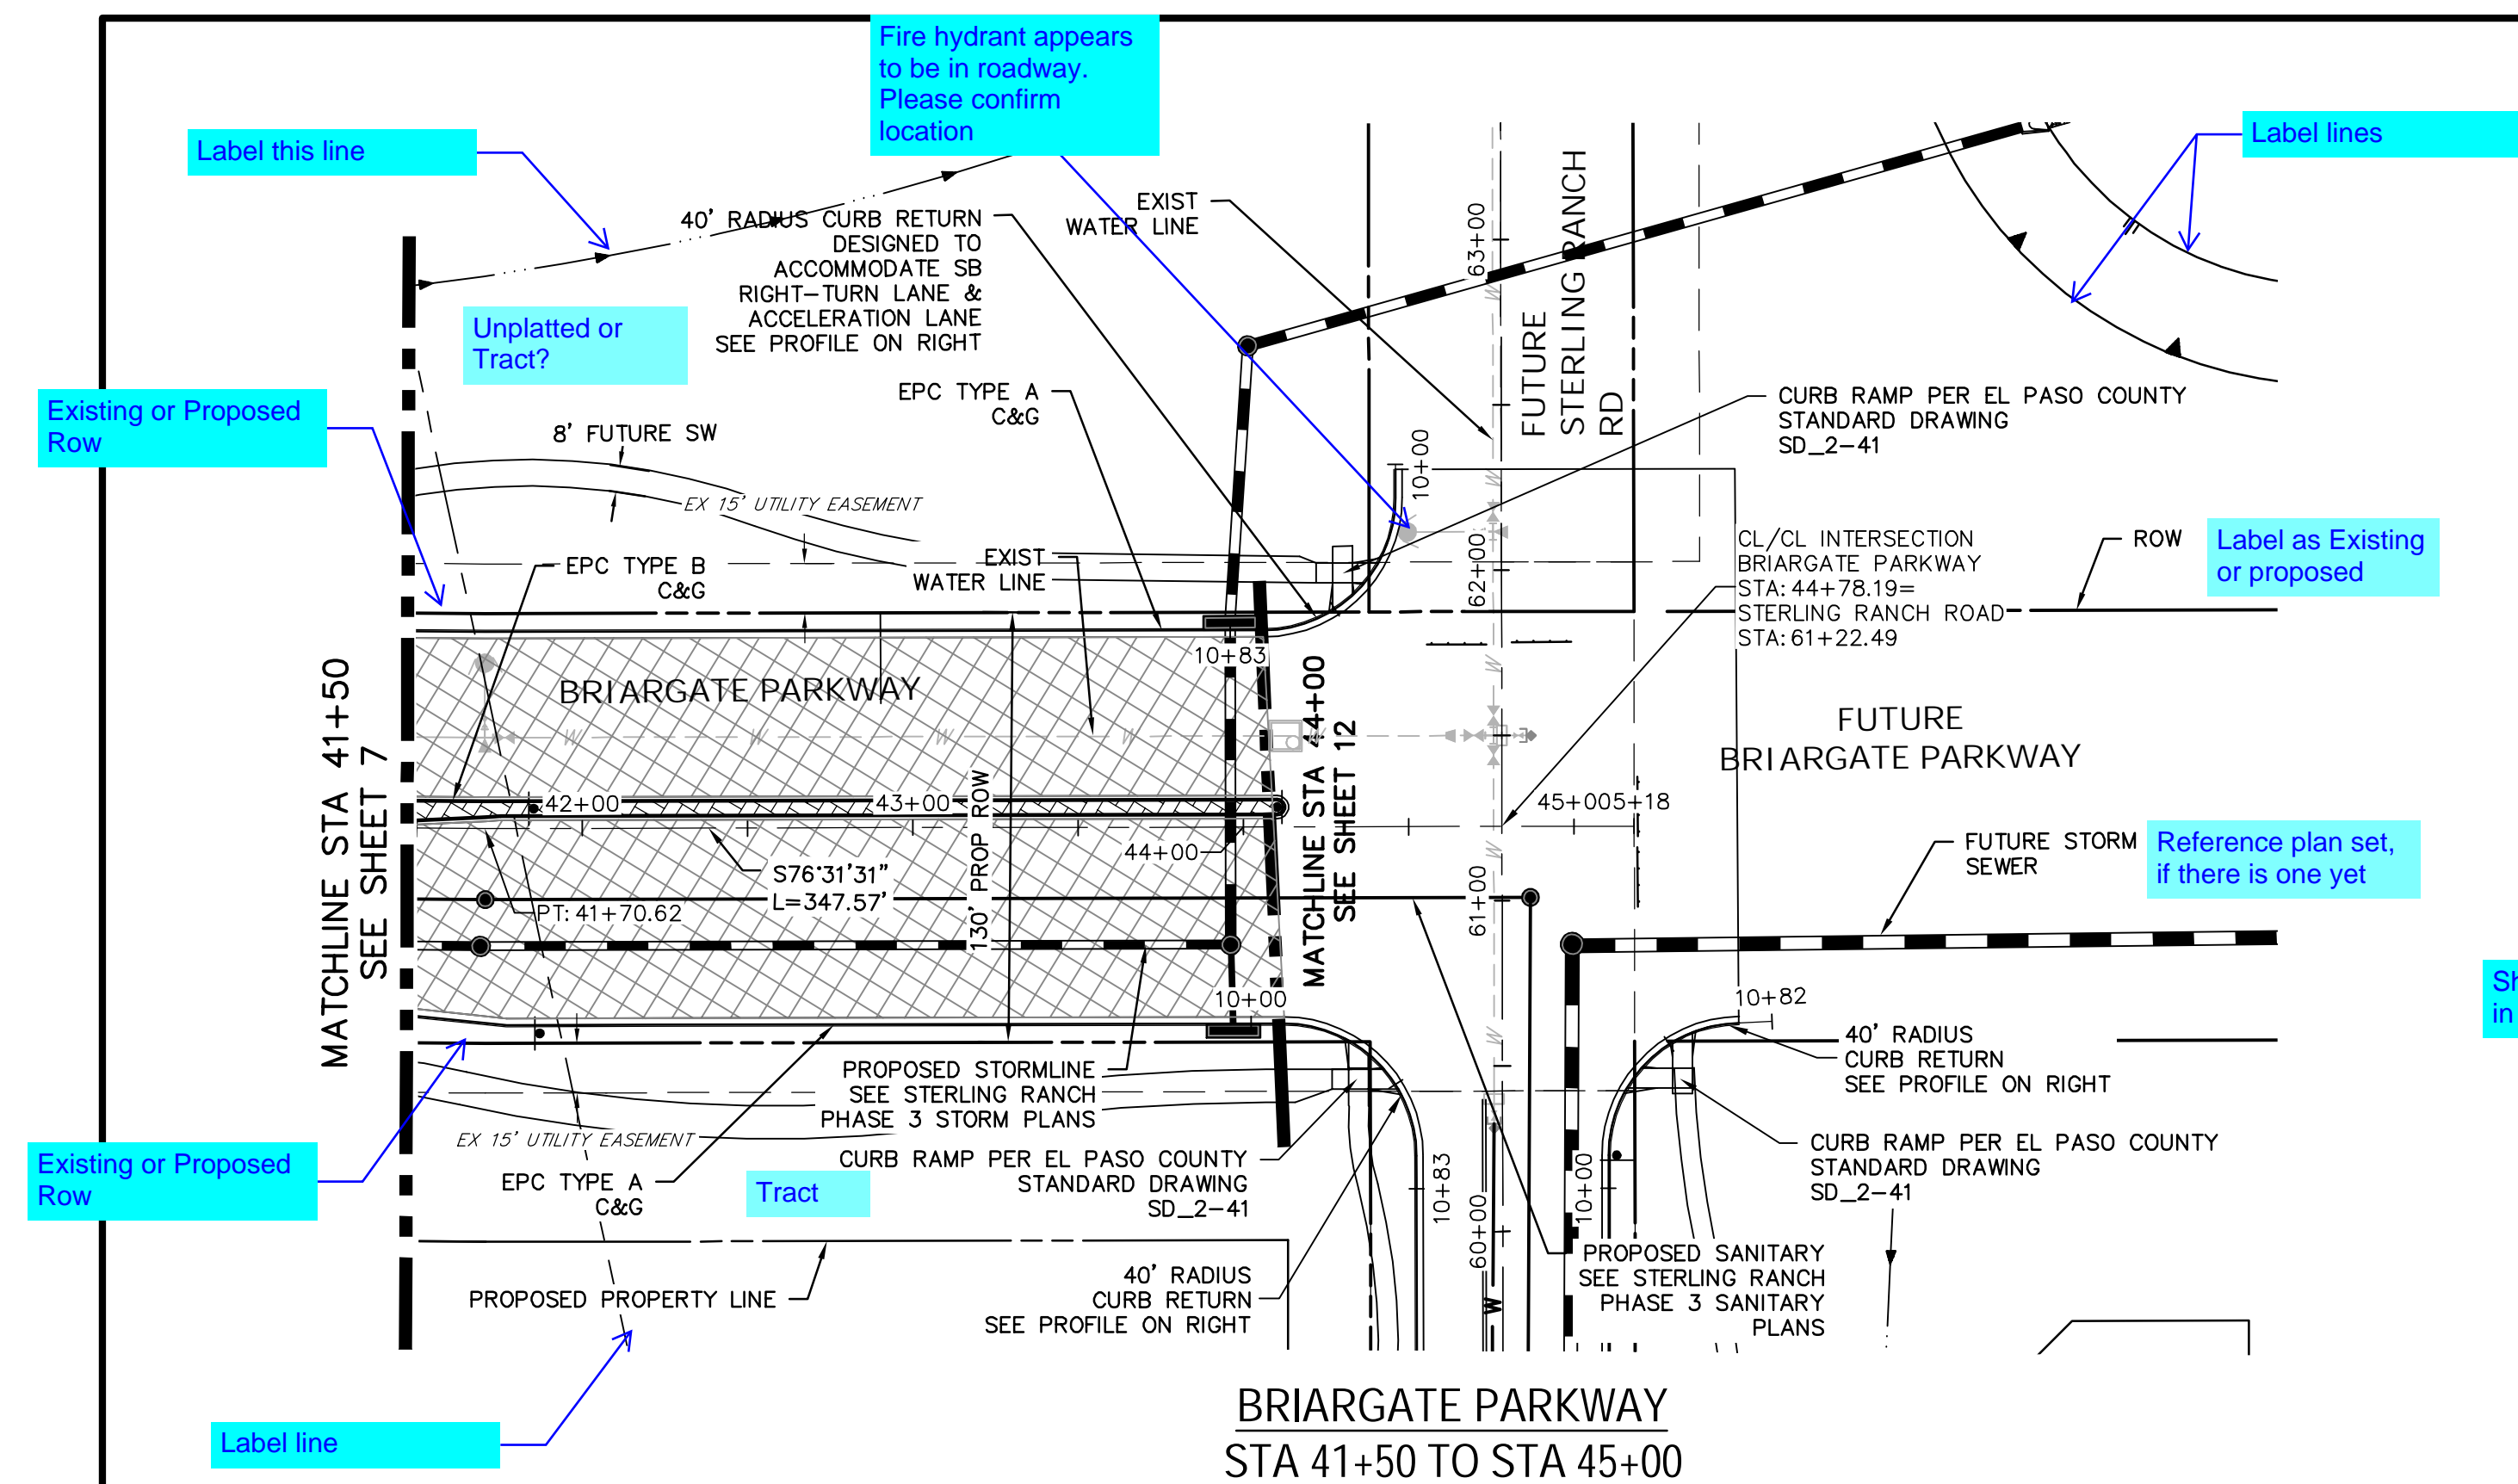 Fire hydrant appears
to be in roadway.
Please confirm
location
Label this line
Label lines
40' RADIUS CURB RETURN
DESIGNED TO
ACCOMMODATE SB
RIGHT-TURN LANE &
ACCELERATION LANE
SEE PROFILE ON RIGHT
EXIST
WATER LINE
63+00
FUTURE
STERLING RANCH
RD
Unplatted or
Tract?
Existing or Proposed
Row
8' FUTURE SW
EPC TYPE A
C&G
CURB RAMP PER EL PASO COUNTY
STANDARD DRAWING
SD_2-41
10+00
EX 15' UTILITY EASEMENT
EPC TYPE B
C&G
EXIST
WATER LINE
62+00
CL/CL INTERSECTION
BRIARGATE PARKWAY
STA: 44+78.19=
STERLING RANCH ROAD
STA: 61+22.49
ROW
Label as Existing
or proposed
MATCHLINE STA 41+50
SEE SHEET 7
BRIARGATE PARKWAY
10+83
MATCHLINE STA 44+00
SEE SHEET 12
FUTURE
BRIARGATE PARKWAY
W
W
W
W
W
W
W
W
W
42+00
43+00
130' PROP ROW
45+005+18
44+00
S76°31'31"
L=347.57'
PT: 41+70.62
61+00
FUTURE STORM
SEWER
Reference plan set,
if there is one yet
10+00
10+82
Sh
in
40' RADIUS
CURB RETURN
SEE PROFILE ON RIGHT
PROPOSED STORMLINE
SEE STERLING RANCH
PHASE 3 STORM PLANS
EX 15' UTILITY EASEMENT
Existing or Proposed
Row
EPC TYPE A
C&G
Tract
CURB RAMP PER EL PASO COUNTY
STANDARD DRAWING
SD_2-41
10+83
60+00
10+00
CURB RAMP PER EL PASO COUNTY
STANDARD DRAWING
SD_2-41
PROPOSED PROPERTY LINE
40' RADIUS
CURB RETURN
SEE PROFILE ON RIGHT
W
PROPOSED SANITARY
SEE STERLING RANCH
PHASE 3 SANITARY
PLANS
Label line
BRIARGATE PARKWAY
STA 41+50 TO STA 45+00